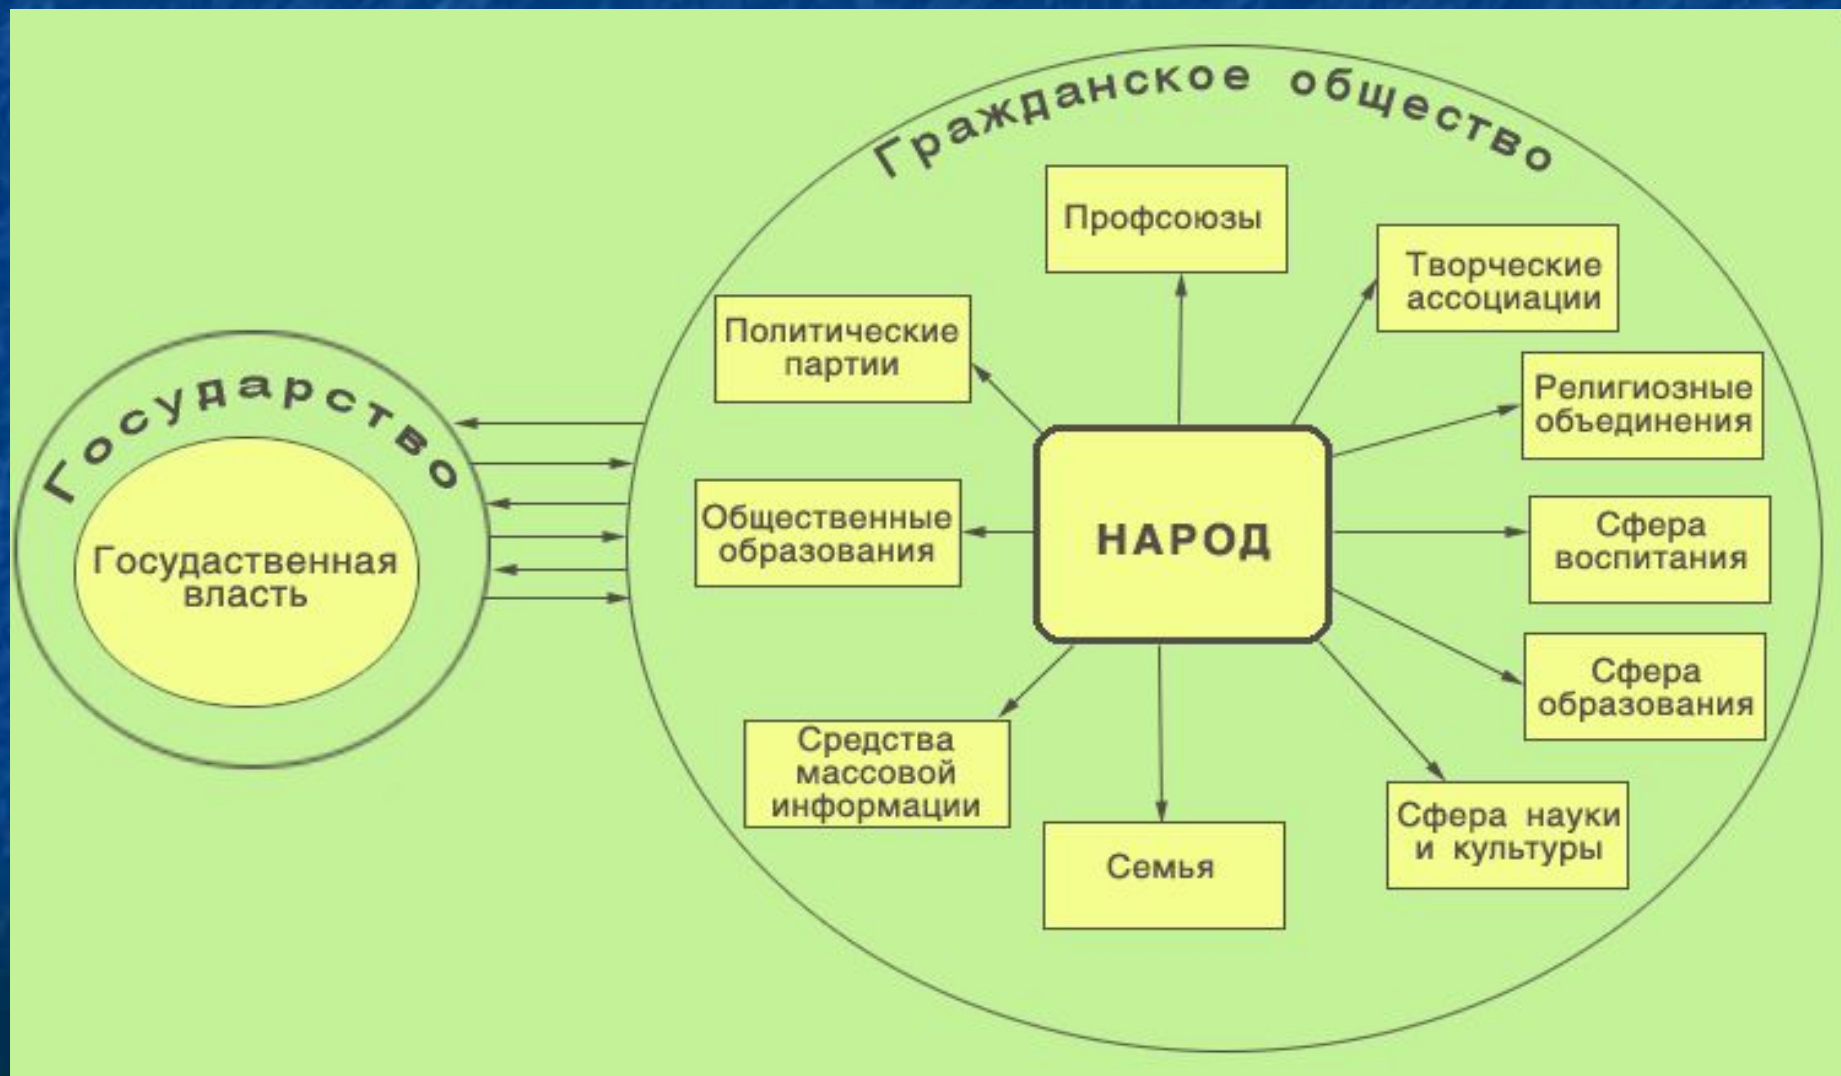 Гражданское общество
Профсоюзы
Творческие
ассоциации
Политические
партии
Религиозные
объединения
Государство
Общественные
образования
НАРОД
Сфера
воспитания
Госудаственная
власть
Сфера
образования
Средства
массовой
информации
Сфера науки
и культуры
Семья